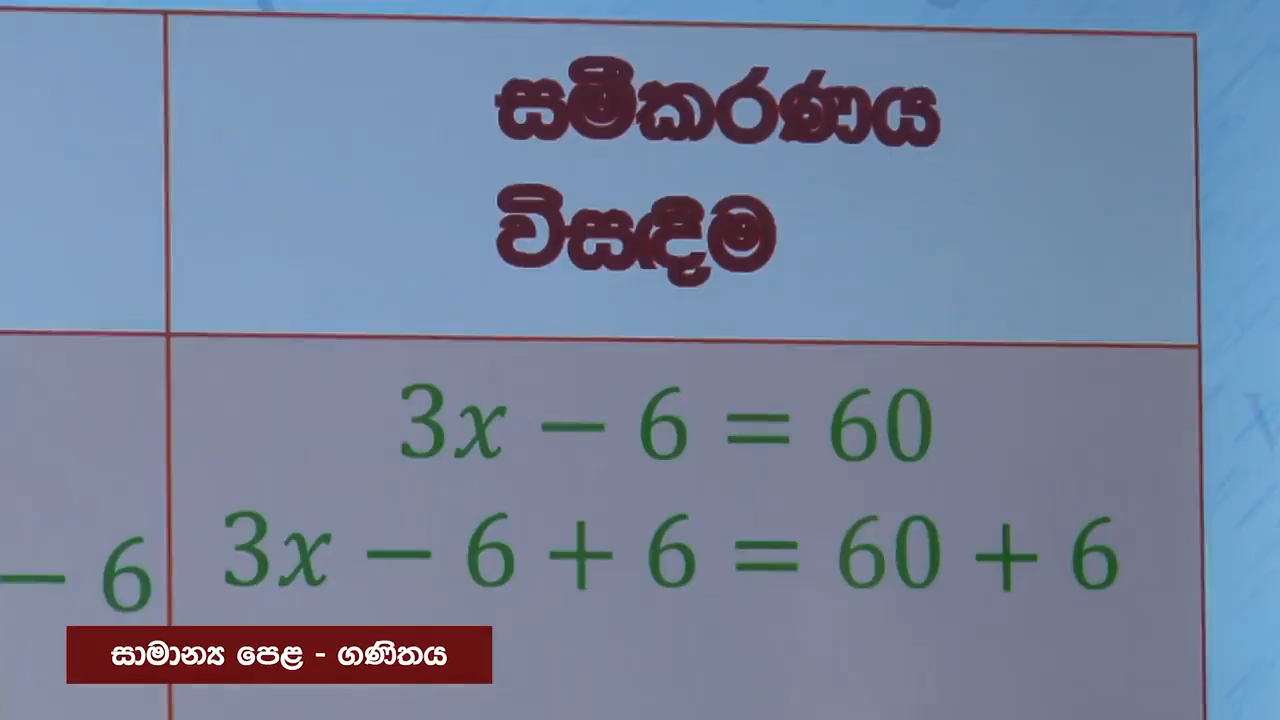 සමීකරණය
විසඳීම
3x − 6 = 60
− 6
3x − 6 + 6 = 60 + 6
සාමාන්‍ය පෙළ - ගණිතය